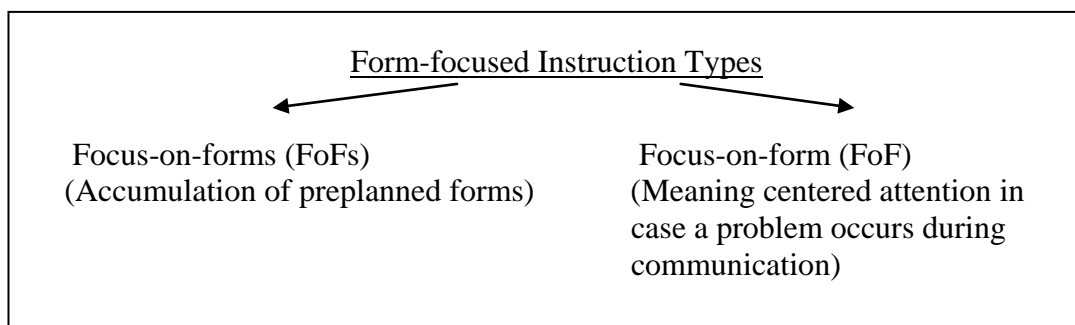 Form-focused Instruction Types
Focus-on-forms (FoFs)
(Accumulation of preplanned forms)
Focus-on-form (FoF)
(Meaning centered attention in
case a problem occurs during
communication)